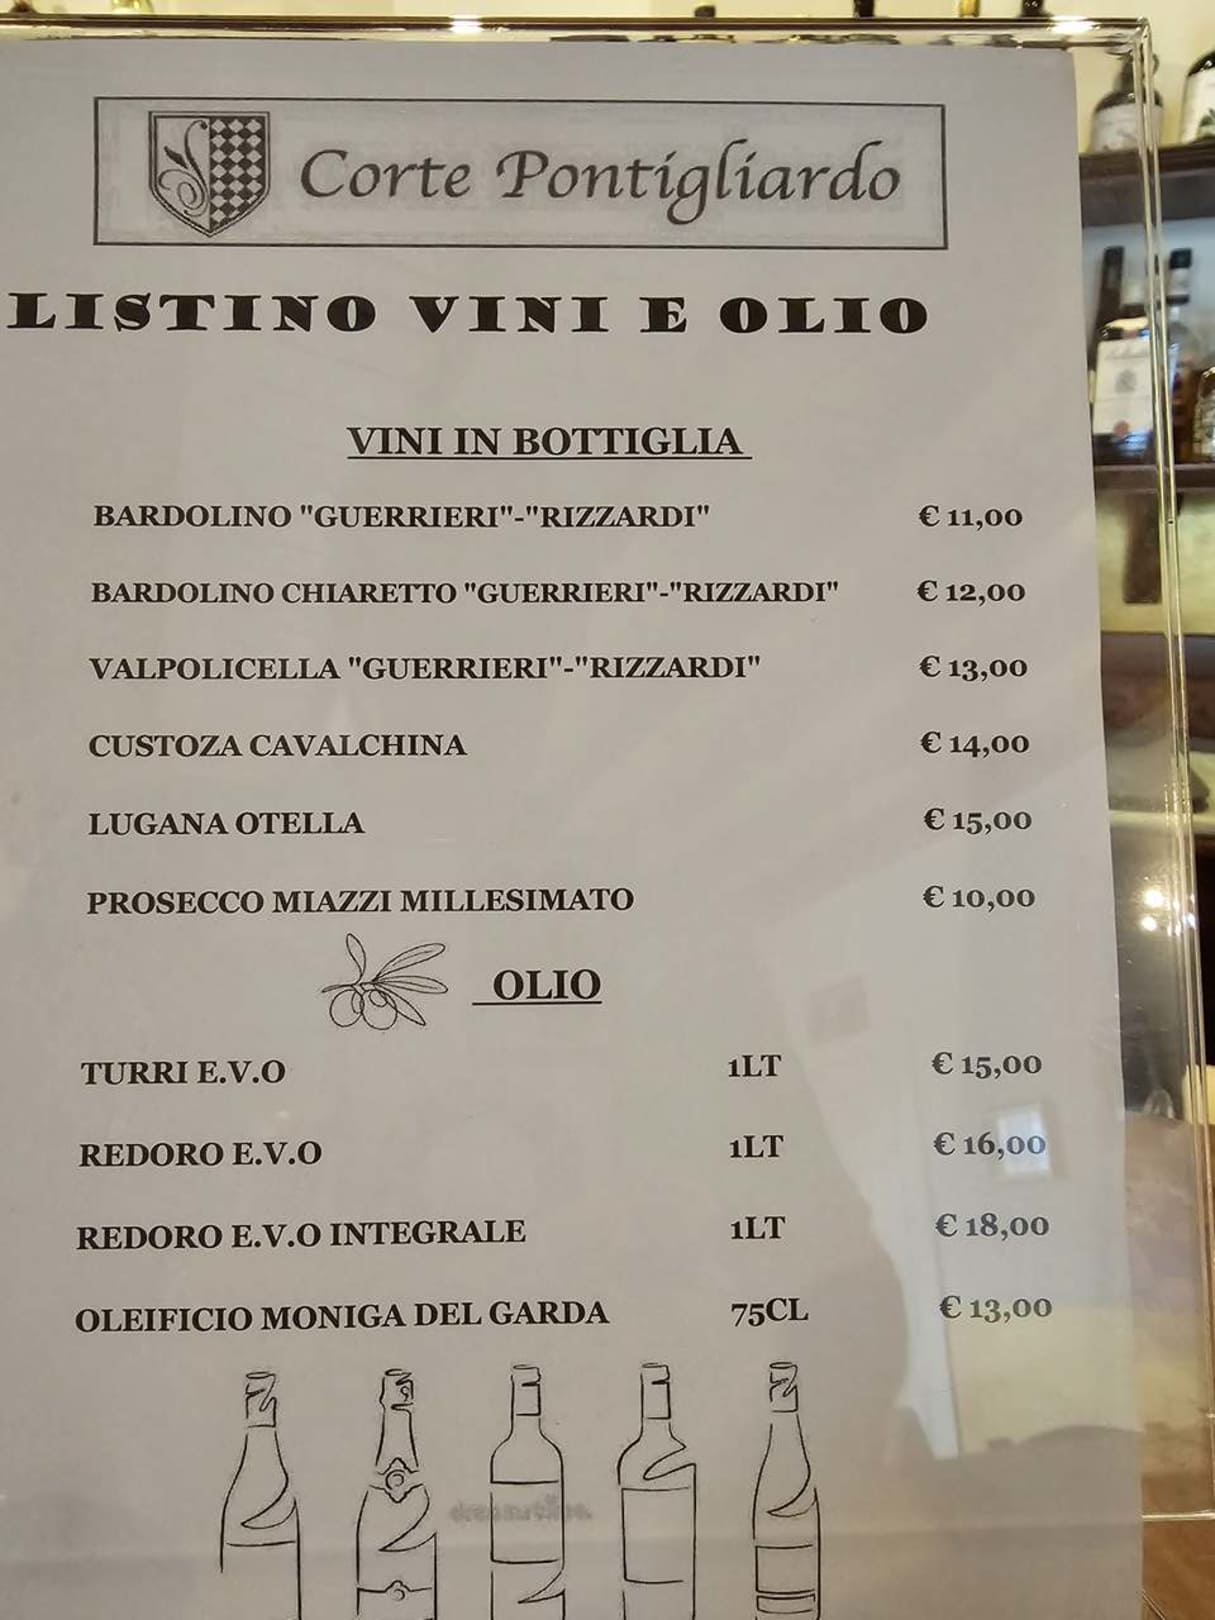 Corte Pontigliardo
LISTINO VINI E OLIO
VINI IN BOTTIGLIA
BARDOLINO "GUERRIERI"-"RIZZARDI" € 11,00
BARDOLINO CHIARETTO "GUERRIERI"-"RIZZARDI" € 12,00
VALPOLICELLA "GUERRIERI"-"RIZZARDI" € 13,00
CUSTOZA CAVALCHINA € 14,00
LUGANA OTELLA € 15,00
PROSECCO MIAZZI MILLESIMATO € 10,00
OLIO
TURRI E.V.O 1LT € 15,00
REDORO E.V.O 1LT € 16,00
REDORO E.V.O INTEGRALE 1LT € 18,00
OLEIFICIO MONIGA DEL GARDA 75CL € 13,00